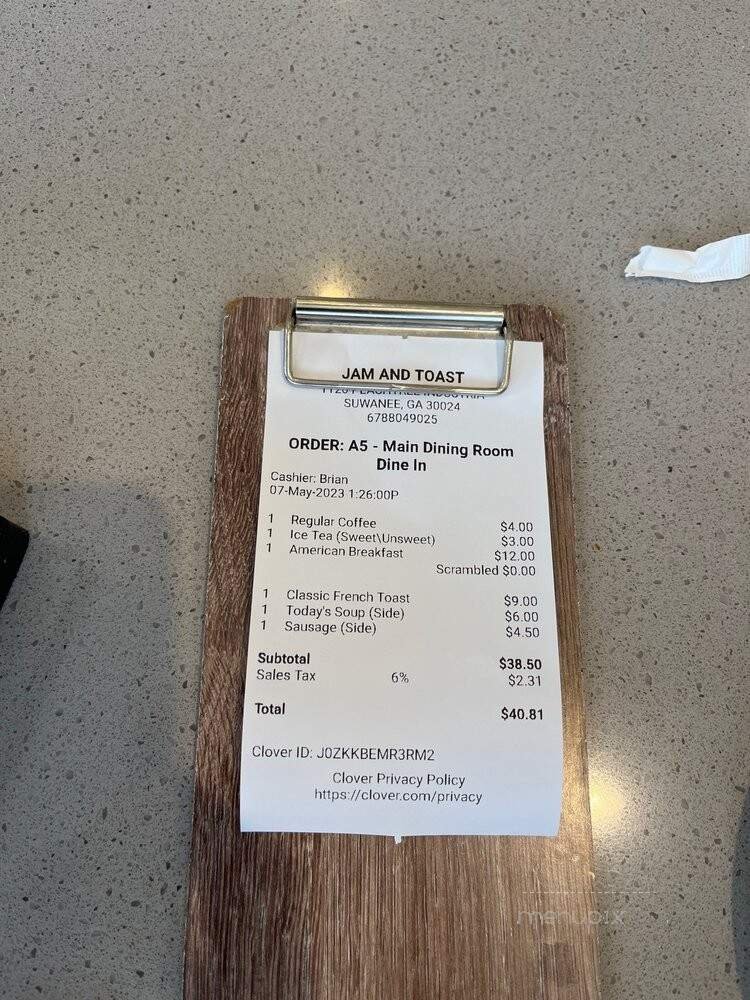 JAM AND TOAST
SUWANEE, GA 30024
6788049025
ORDER: A5 - Main Dining Room
Dine In
Cashier: Brian
07-May-2023 1:26:00P
1 Regular Coffee $4.00
1 Ice Tea (Sweet\Unsweet) $3.00
1 American Breakfast $12.00
Scrambled $0.00
1 Classic French Toast $9.00
1 Today's Soup (Side) $6.00
1 Sausage (Side) $4.50
Subtotal $38.50
Sales Tax 6% $2.31
Total $40.81
Clover ID: J0ZKKBEMR3RM2
Clover Privacy Policy
https://clover.com/privacy
menupix